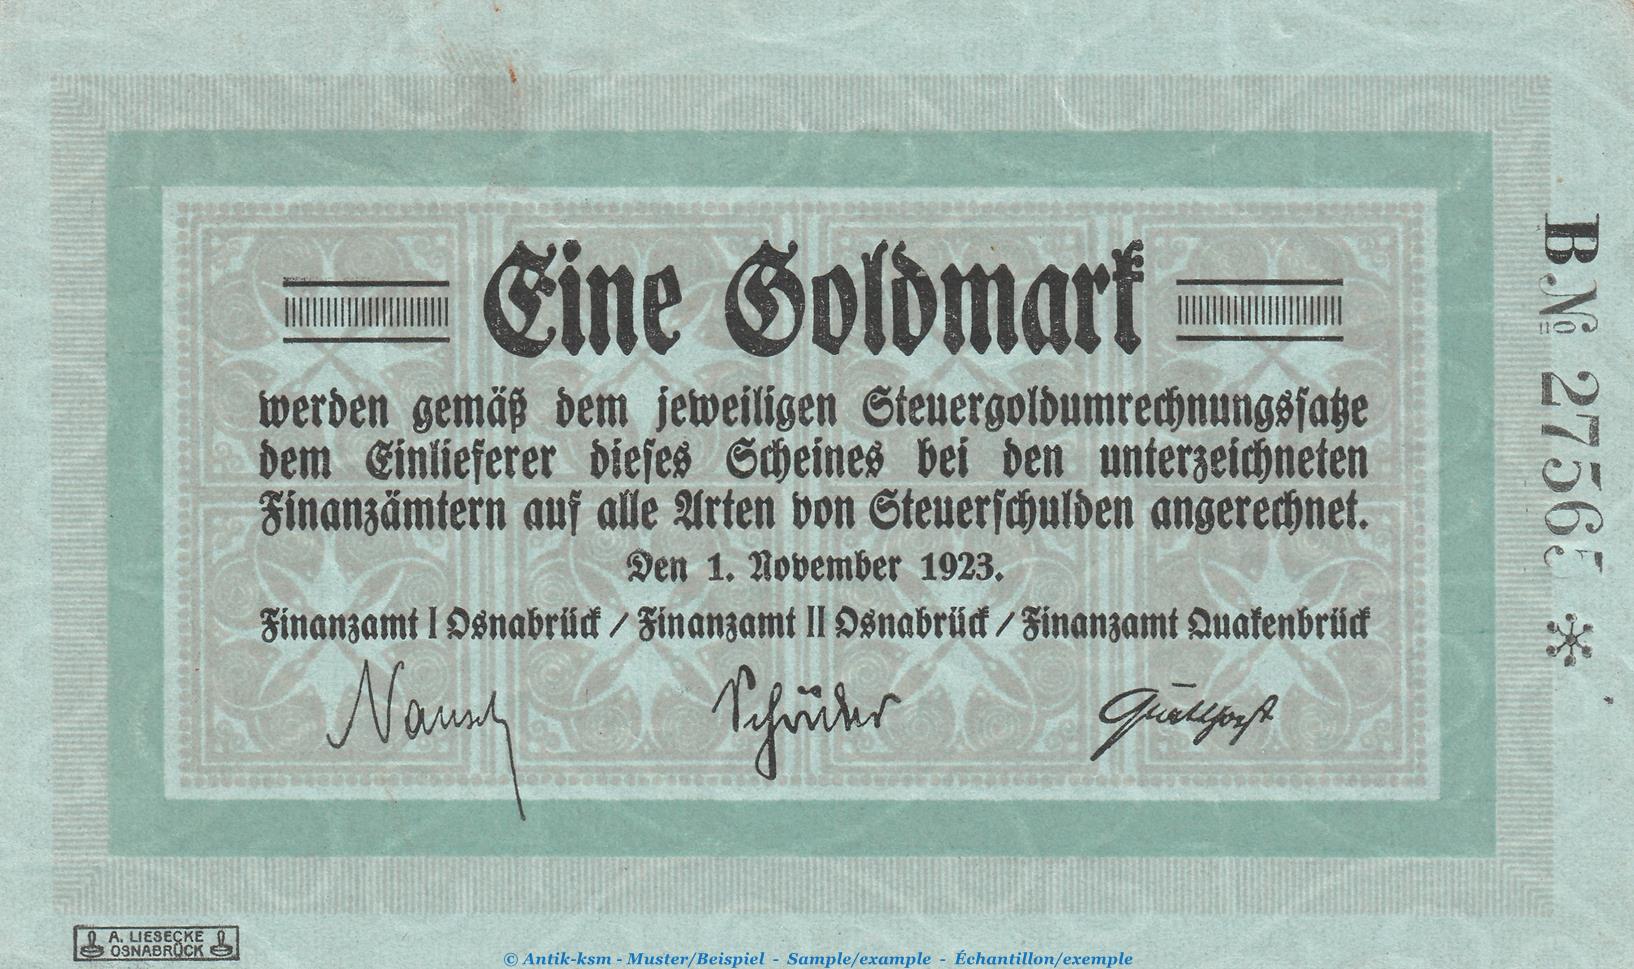 Eine Goldmark
werden gemäß dem jeweiligen Steuergoldumrechnungssatze
dem Einlieferer dieses Scheines bei den unterzeichneten
Finanzämtern auf alle Arten von Steuerschulden angerechnet.
Den 1. November 1923.
Finanzamt I Osnabrück / Finanzamt II Osnabrück / Finanzamt Quakenbrück
B.№ 27565 *
A. LIESECKE
OSNABRÜCK
© Antik-ksm - Muster/Beispiel - Sample/example - Échantillon/exemple